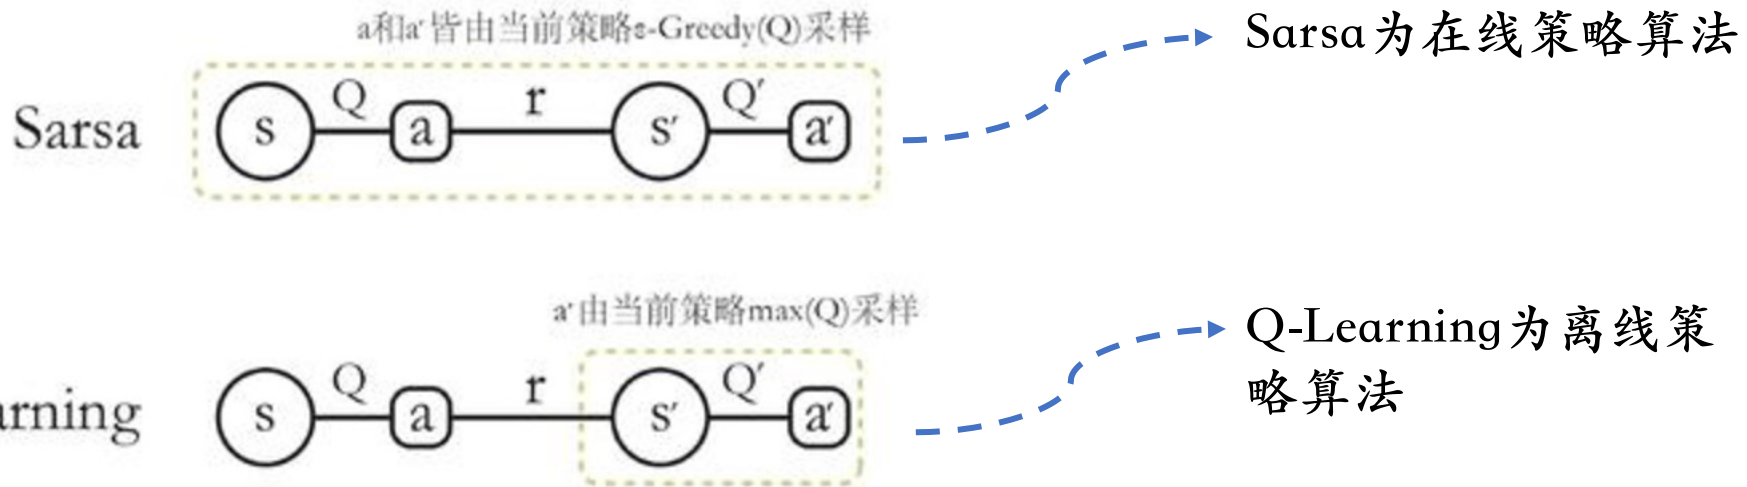 a和a′皆由当前策略ε-Greedy(Q)采样
Sarsa为在线策略算法
Sarsa
s Q a r s′ Q′ a′
a′由当前策略max(Q)采样
Q-Learning为离线策
略算法
arning
s Q a r s′ Q′ a′